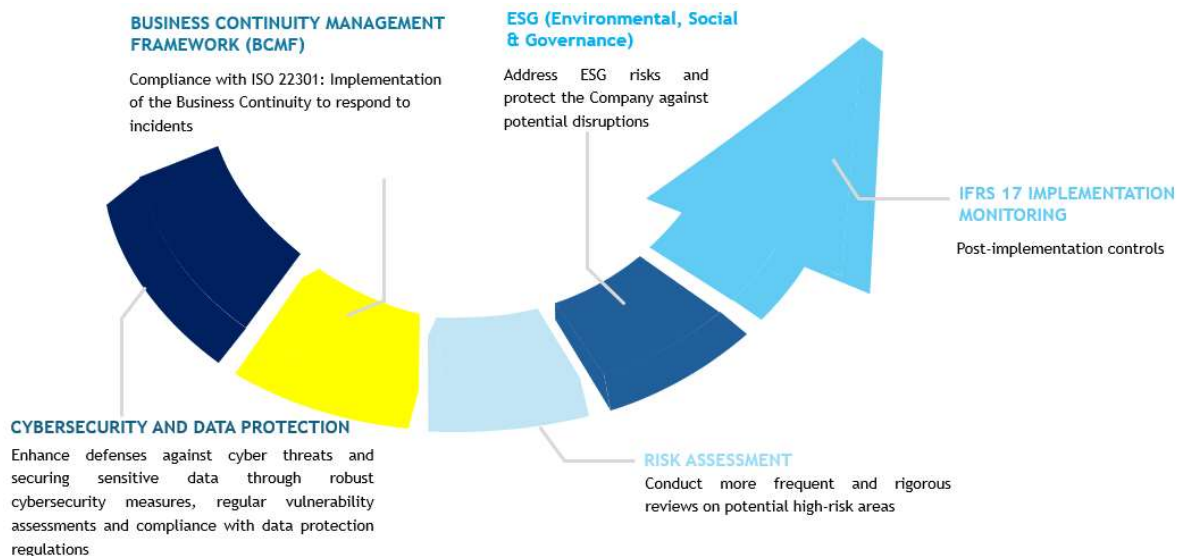 BUSINESS CONTINUITY MANAGEMENT
FRAMEWORK (BCMF)
Compliance with ISO 22301: Implementation
of the Business Continuity to respond to
incidents
ESG (Environmental, Social
& Governance)
Address ESG risks and
protect the Company against
potential disruptions
IFRS 17 IMPLEMENTATION
MONITORING
Post-implementation controls
CYBERSECURITY AND DATA PROTECTION
Enhance defenses against cyber threats and
securing sensitive data through robust
cybersecurity measures, regular vulnerability
assessments and compliance with data protection
regulations
RISK ASSESSMENT
Conduct more frequent and rigorous
reviews on potential high-risk areas